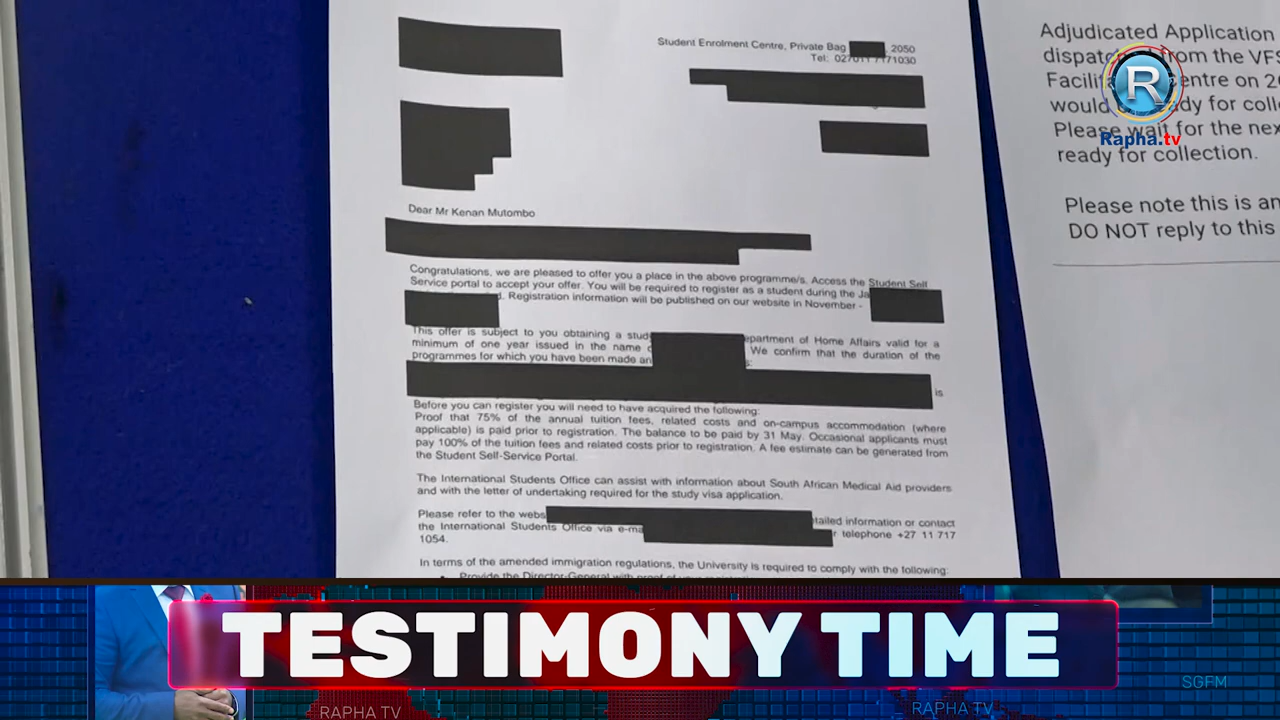 Student Enrolment Centre, Private Bag , 2050
Tel: 7171030
Dear Mr Kenan Mutombo
Congratulations, we are pleased to offer you a place in the above programme/s. Access the Student Self
Service portal to accept your offer. You will be required to register as a student during the Ja
. Registration information will be published on our website in November -
This offer is subject to you obtaining a stud epartment of Home Affairs valid for a
minimum of one year issued in the name We confirm that the duration of the
programmes for which you have been made an
is
Before you can register you will need to have acquired the following:
Proof that 75% of the annual tuition fees, related costs and on-campus accommodation (where
applicable) is paid prior to registration. The balance to be paid by 31 May. Occasional applicants must
pay 100% of the tuition fees and related costs prior to registration. A fee estimate can be generated from
the Student Self-Service Portal.
The International Students Office can assist with information about South African Medical Aid providers
and with the letter of undertaking required for the study visa application.
Please refer to the webs tailed information or contact
the International Students Office via e-ma r telephone +27 11 717
1054.
In terms of the amended immigration regulations, the University is required to comply with the following:
Provide the Director-General with proof of
Adjudicated Application
dispatc from the VFS
Facili entre on 2
would dy for coll
Please wait for the nex
ready for collection.
Please note this is an
DO NOT reply to this
R
Rapha.tv
TESTIMONY TIME
RAPHA TV
RAPHA TV
SGFM